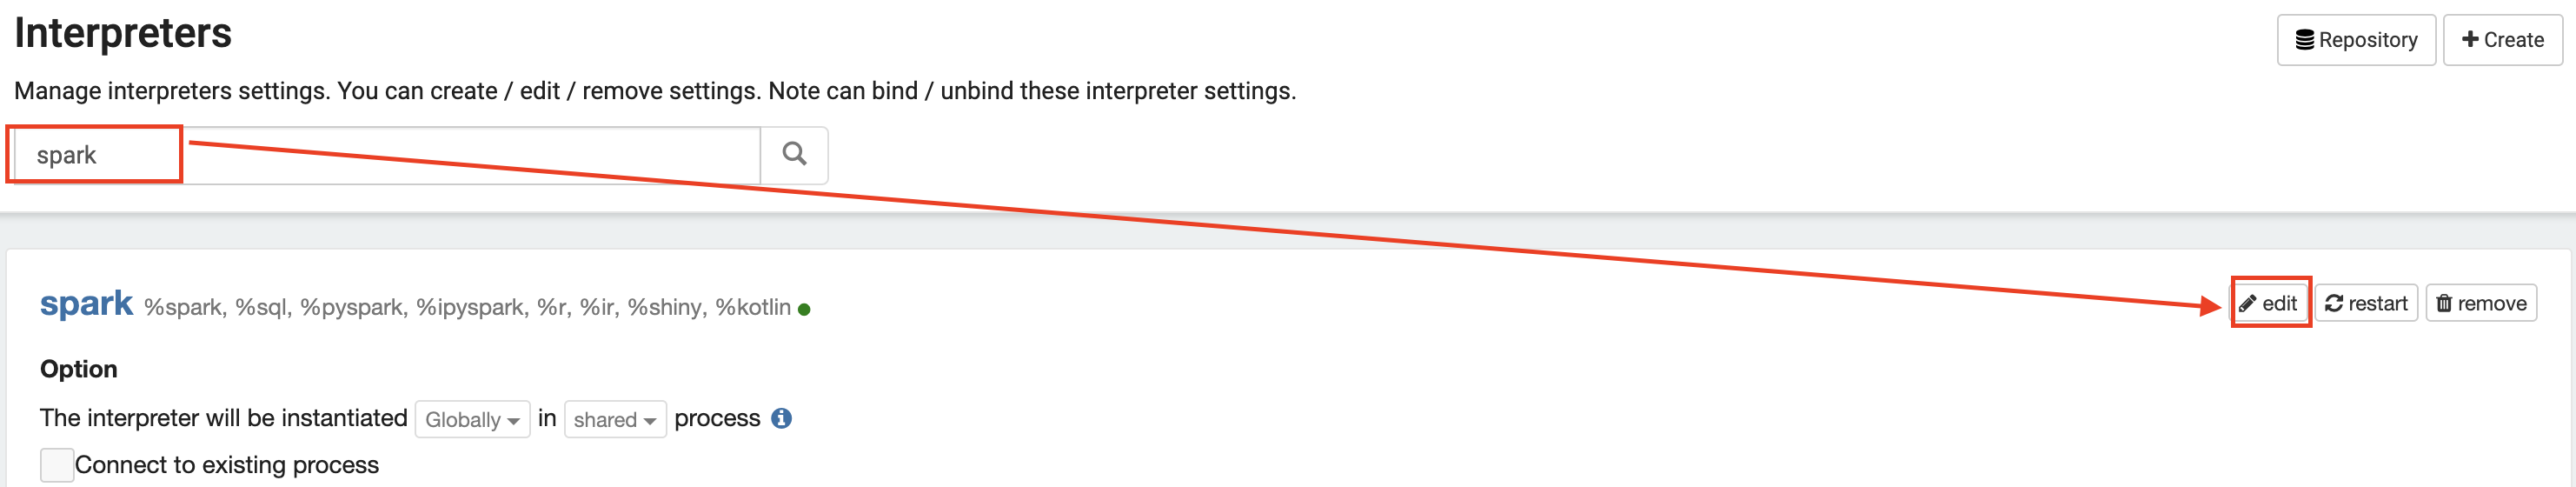 Interpreters
Repository
Create
Manage interpreters settings. You can create / edit / remove settings. Note can bind / unbind these interpreter settings.
spark
spark %spark, %sql, %pyspark, %ipyspark, %r, %ir, %shiny, %kotlin
edit restart remove
Option
The interpreter will be instantiated Globally in shared process
Connect to existing process